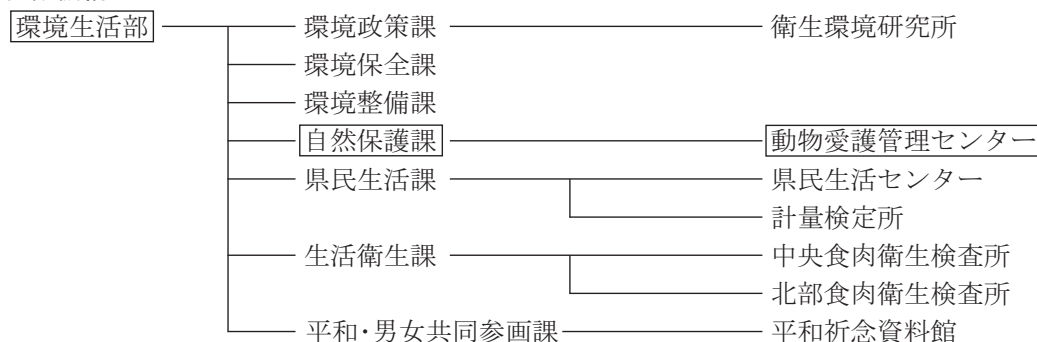 環境生活部 環境政策課 衛生環境研究所
環境保全課
環境整備課
自然保護課 動物愛護管理センター
県民生活課 県民生活センター
計量検定所
生活衛生課 中央食肉衛生検査所
北部食肉衛生検査所
平和・男女共同参画課 平和祈念資料館